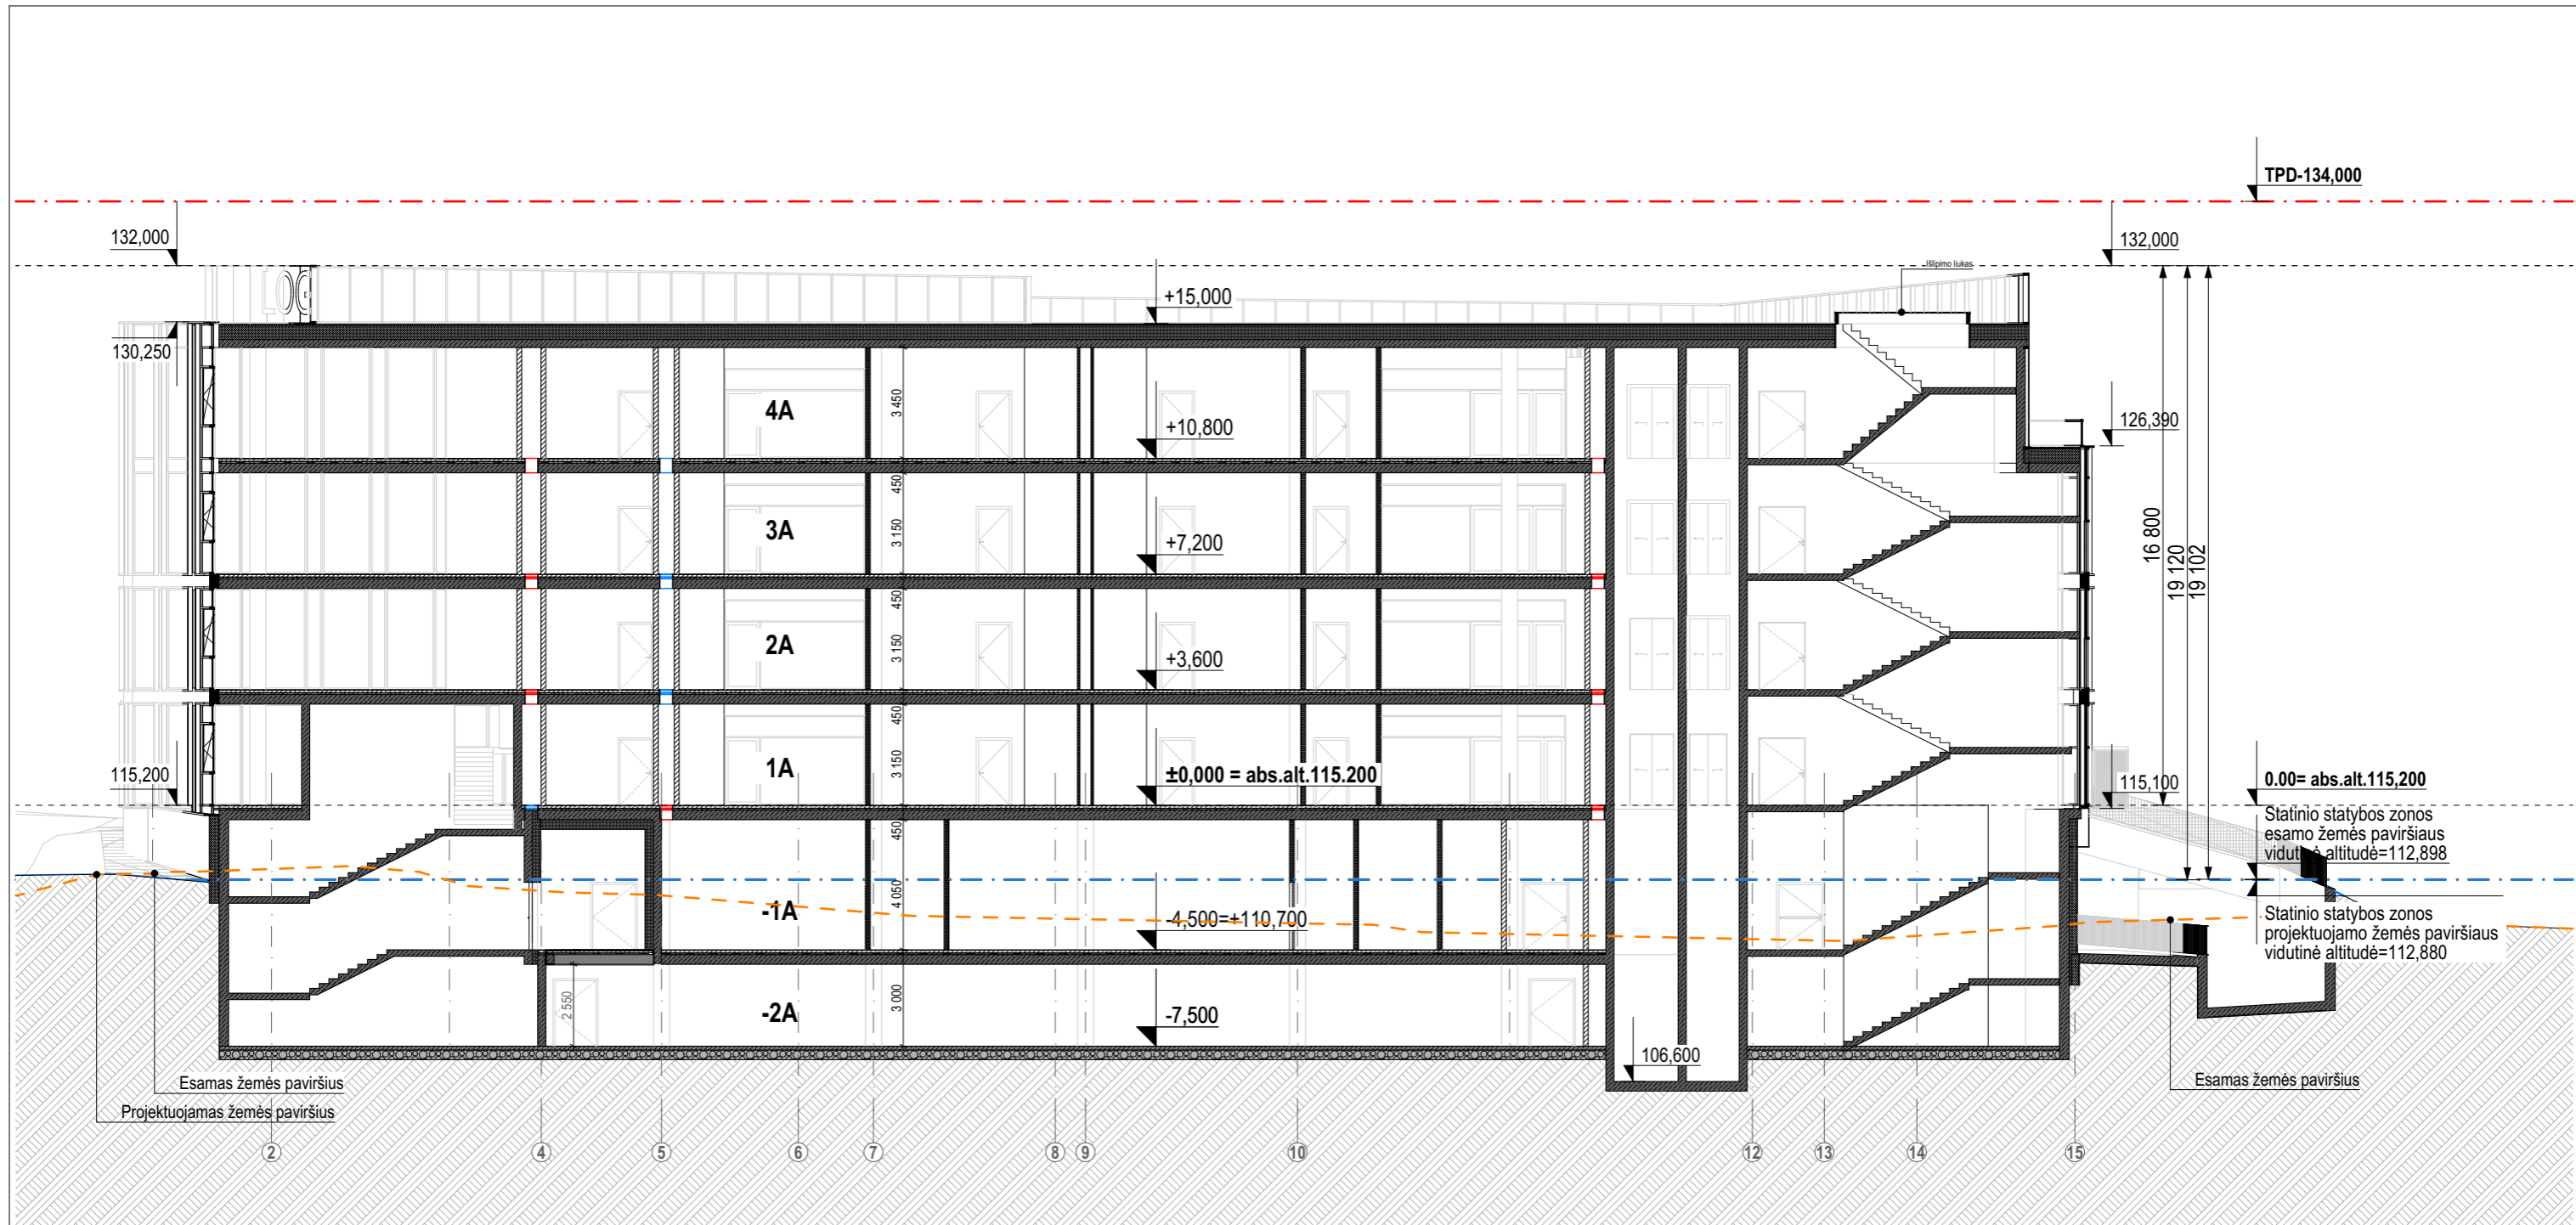 TPD-134,000
132,000
132,000
Išlipimo liukas
+15,000
130,250
3 450
4A
126,390
+10,800
450
3A
3 150
+7,200
16 800
19 120
19 102
450
2A
3 150
+3,600
450
1A
3 150
115,200
±0,000 = abs.alt.115.200
115,100
0.00= abs.alt.115,200
Statinio statybos zonos
esamo žemės paviršiaus
vidutinė altitudė=112,898
450
4 050
-1A
-4,500=+110,700
Statinio statybos zonos
projektuojamo žemės paviršiaus
vidutinė altitudė=112,880
2 550
3 000
-2A
-7,500
106,600
Esamas žemės paviršius
Esamas žemės paviršius
Projektuojamas žemės paviršius
2
4
5
6
7
8
9
10
12
13
14
15